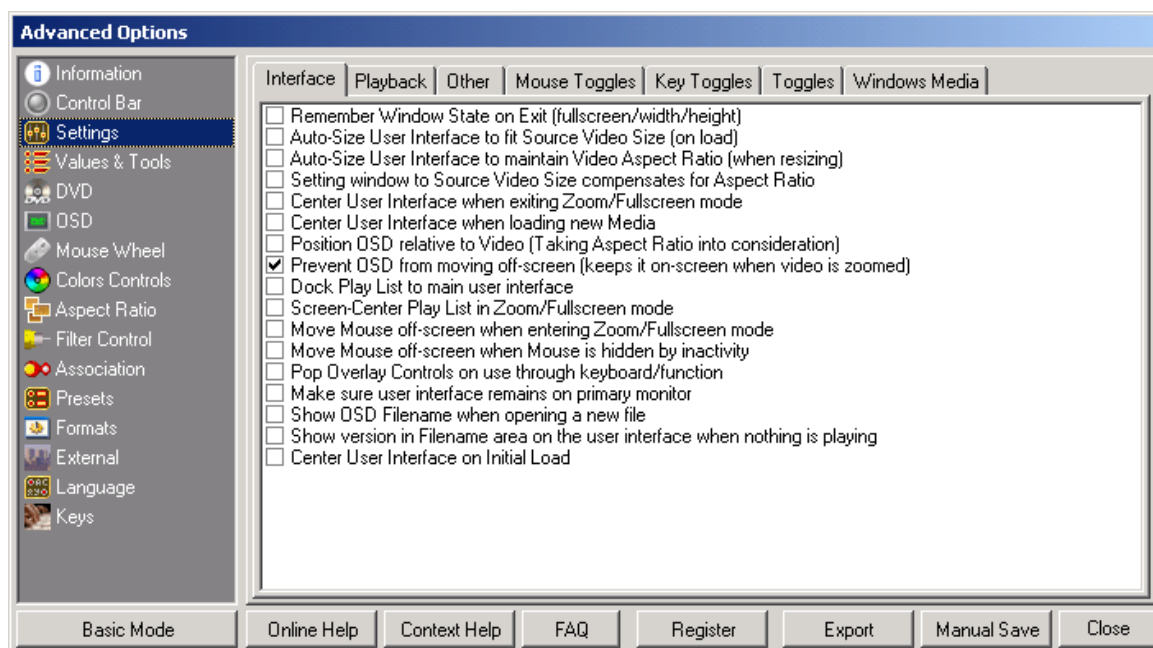 Advanced Options
Information
Control Bar
Settings
Values & Tools
DVD
OSD
Mouse Wheel
Colors Controls
Aspect Ratio
Filter Control
Association
Presets
Formats
External
Language
Keys
Interface Playback Other Mouse Toggles Key Toggles Toggles Windows Media
Remember Window State on Exit (fullscreen/width/height)
Auto-Size User Interface to fit Source Video Size (on load)
Auto-Size User Interface to maintain Video Aspect Ratio (when resizing)
Setting window to Source Video Size compensates for Aspect Ratio
Center User Interface when exiting Zoom/Fullscreen mode
Center User Interface when loading new Media
Position OSD relative to Video (Taking Aspect Ratio into consideration)
Prevent OSD from moving off-screen (keeps it on-screen when video is zoomed)
Dock Play List to main user interface
Screen-Center Play List in Zoom/Fullscreen mode
Move Mouse off-screen when entering Zoom/Fullscreen mode
Move Mouse off-screen when Mouse is hidden by inactivity
Pop Overlay Controls on use through keyboard/function
Make sure user interface remains on primary monitor
Show OSD Filename when opening a new file
Show version in Filename area on the user interface when nothing is playing
Center User Interface on Initial Load
Basic Mode Online Help Context Help FAQ Register Export Manual Save Close